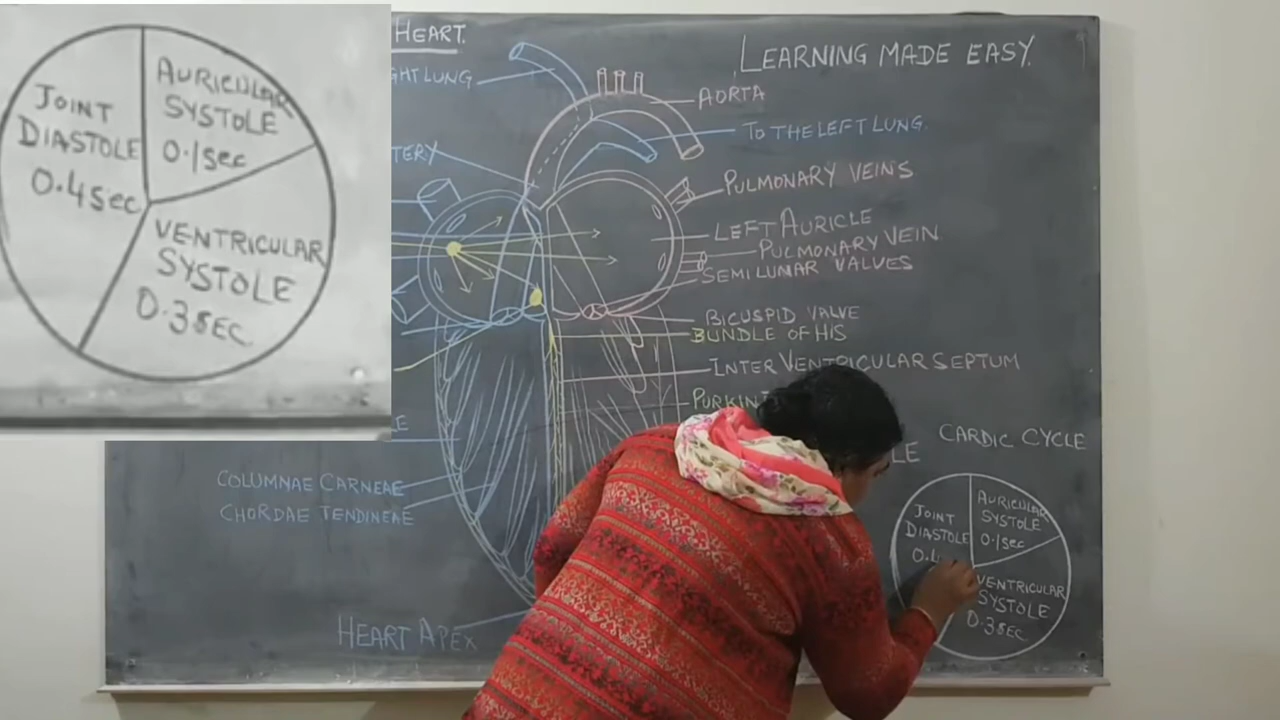 JOINT
DIASTOLE
0.4sec
AURICULAR
SYSTOLE
0.1sec
VENTRICULAR
SYSTOLE
0.3SEC
HEART.
LEARNING MADE EASY.
LUNG
AORTA
TO THE LEFT LUNG
PULMONARY VEINS
LEFT AURICLE
PULMONARY VEIN
SEMI LUNAR VALVES
BICUSPID VALVE
BUNDLE OF HIS
INTER VENTRICULAR SEPTUM
COLUMNAE CARNEAE
CHORDAE TENDINEAE
HEART APEX
CARDIC CYCLE
JOINT
DIASTOLE
AURICULAR
SYSTOLE
0.1sec
VENTRICULAR
SYSTOLE
0.3SEC